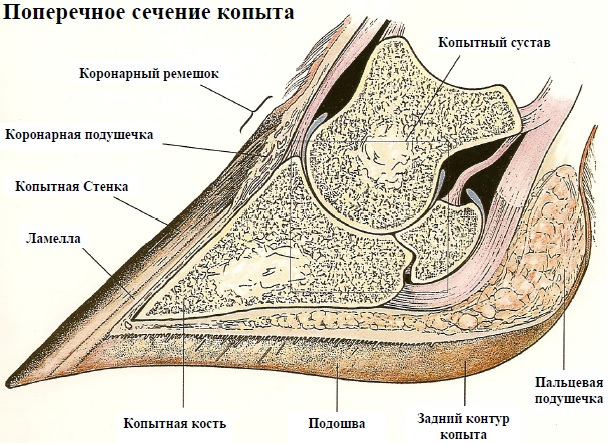 Поперечное сечение копыта
Копытный сустав
Коронарный ремешок
Коронарная подушечка
Копытная Стенка
Ламелла
Копытная кость
Подошва
Задний контур
копыта
Пальцевая
подушечка